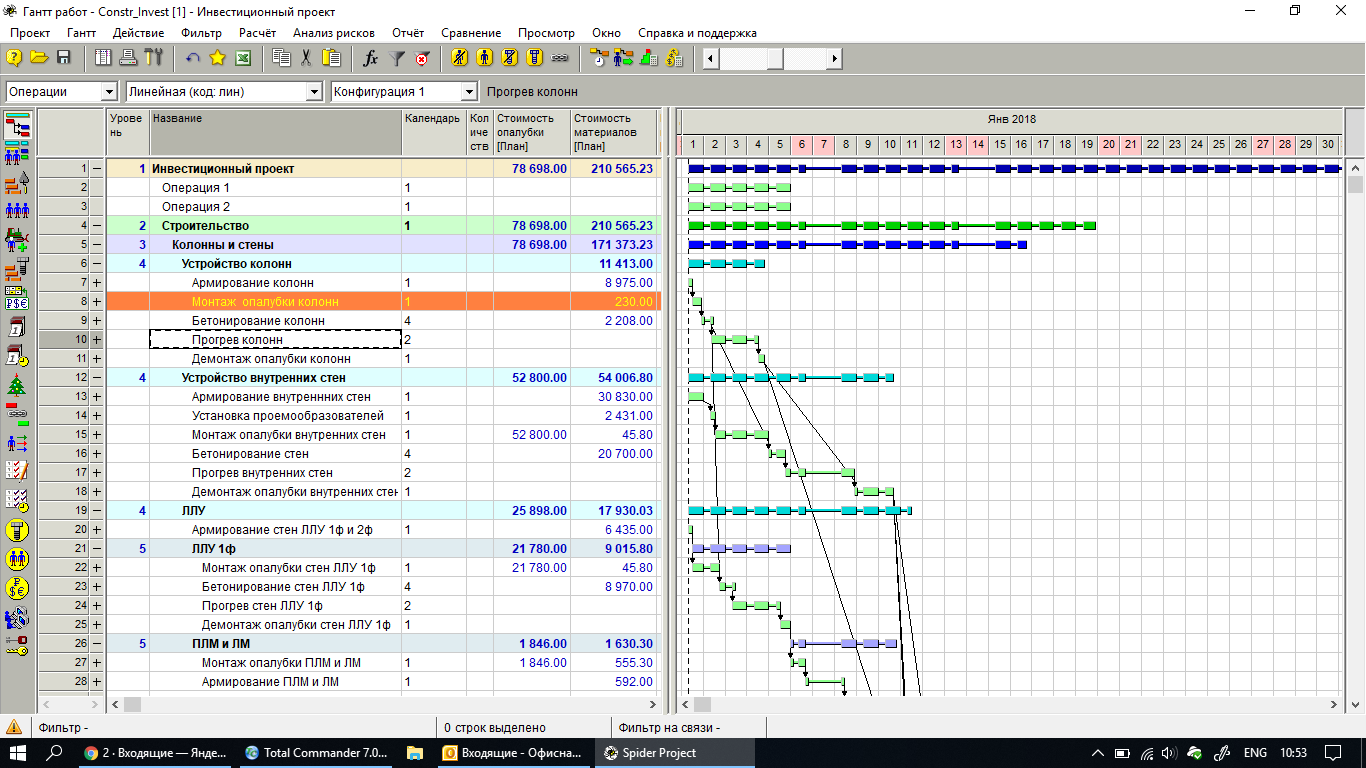 Гантт работ - Constr_Invest [1] - Инвестиционный проект
Проект Гантт Действие Фильтр Расчёт Анализ рисков Отчёт Сравнение Просмотр Окно Справка и поддержка
Операции Линейная (код: лин) Конфигурация 1 Прогрев колонн
Урове
нь
Название
Календарь
Кол
иче
ств
Стоимость
опалубки
[План]
Стоимость
материалов
[План]
Янв 2018
1 2 3 4 5 6 7 8 9 10 11 12 13 14 15 16 17 18 19 20 21 22 23 24 25 26 27 28 29 30
1 − 1 Инвестиционный проект 78 698.00 210 565.23
2 Операция 1 1
3 Операция 2 1
4 − 2 Строительство 1 78 698.00 210 565.23
5 − 3 Колонны и стены 78 698.00 171 373.23
6 − 4 Устройство колонн 11 413.00
7 + Армирование колонн 1 8 975.00
8 + Монтаж опалубки колонн 1 230.00
9 + Бетонирование колонн 4 2 208.00
10 + Прогрев колонн 2
11 + Демонтаж опалубки колонн 1
12 − 4 Устройство внутренних стен 52 800.00 54 006.80
13 + Армирование внутреннних стен 1 30 830.00
14 + Установка проемообразователей 1 2 431.00
15 + Монтаж опалубки внутренних стен 1 52 800.00 45.80
16 + Бетонирование стен 4 20 700.00
17 + Прогрев внутренних стен 2
18 + Демонтаж опалубки внутренних стен 1
19 − 4 ЛЛУ 25 898.00 17 930.03
20 + Армирование стен ЛЛУ 1ф и 2ф 1 6 435.00
21 − 5 ЛЛУ 1ф 21 780.00 9 015.80
22 + Монтаж опалубки стен ЛЛУ 1ф 1 21 780.00 45.80
23 + Бетонирование стен ЛЛУ 1ф 4 8 970.00
24 + Прогрев стен ЛЛУ 1ф 2
25 + Демонтаж опалубки стен ЛЛУ 1ф 1
26 − 5 ПЛМ и ЛМ 1 846.00 1 630.30
27 + Монтаж опалубки ПЛМ и ЛМ 1 1 846.00 555.30
28 + Армирование ПЛМ и ЛМ 1 592.00
Фильтр - 0 строк выделено Фильтр на связи -
2 · Входящие — Яндe... Total Commander 7.0... Входящие - Офисна... Spider Project ENG 10:53